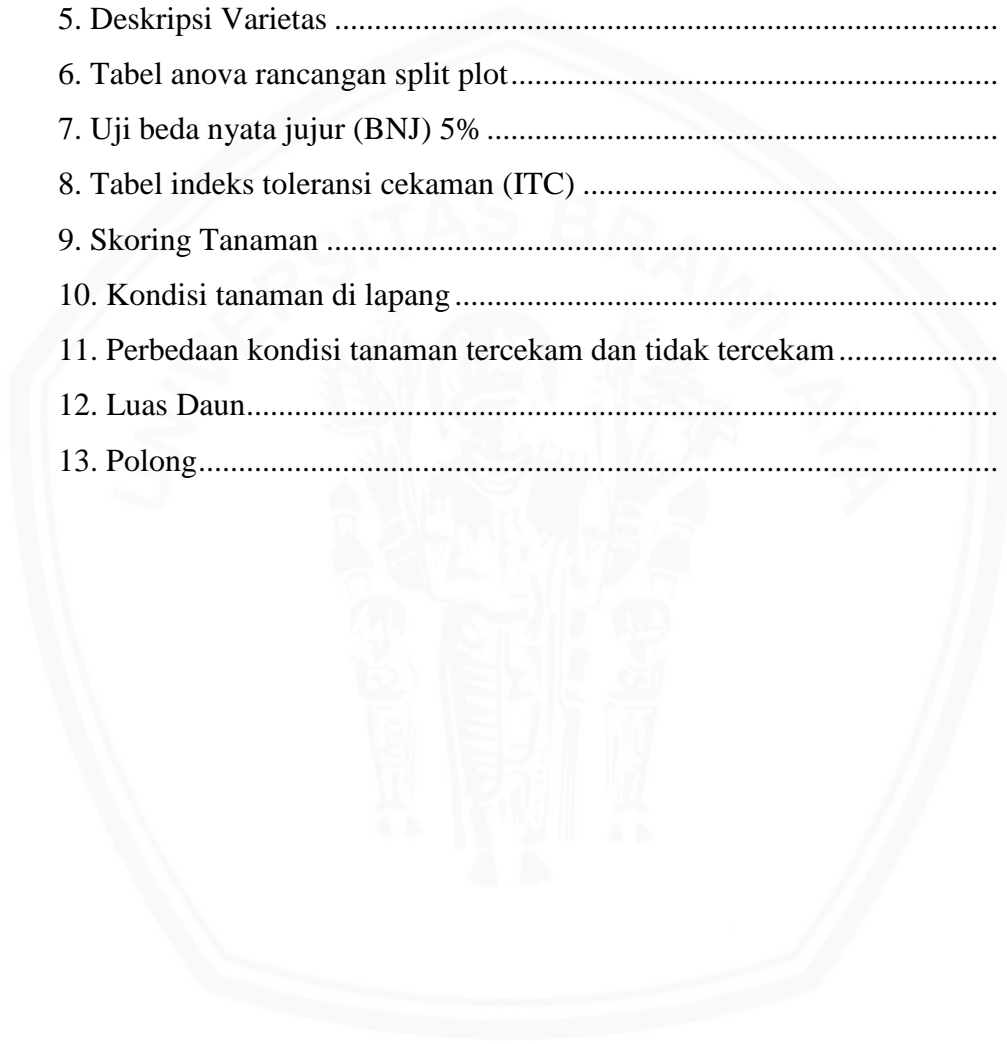 5. Deskripsi Varietas ....................................................................................
6. Tabel anova rancangan split plot.............................................................
7. Uji beda nyata jujur (BNJ) 5% ................................................................
8. Tabel indeks toleransi cekaman (ITC) ....................................................
9. Skoring Tanaman .....................................................................................
10. Kondisi tanaman di lapang ....................................................................
11. Perbedaan kondisi tanaman tercekam dan tidak tercekam ....................
12. Luas Daun...............................................................................................
13. Polong.....................................................................................................
UNIVERSITAS BRAWIJAYA